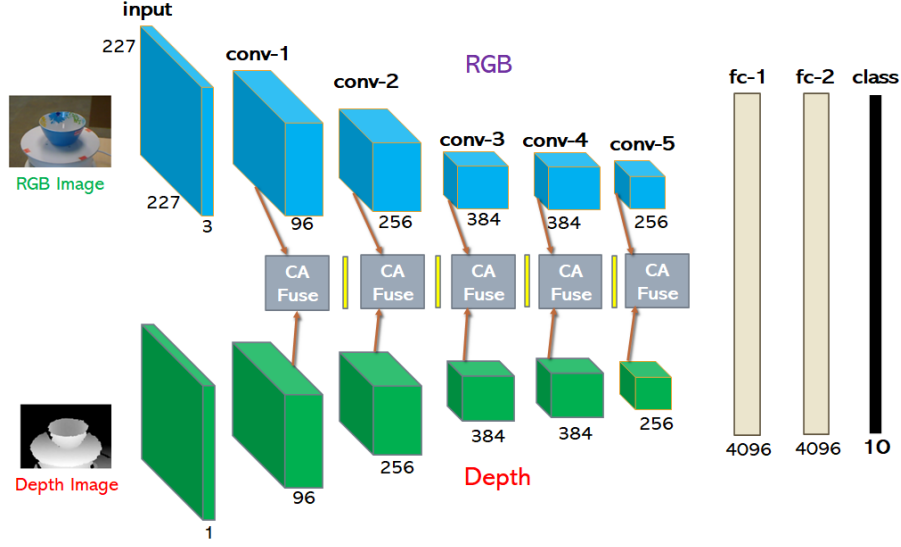 input
227
conv-1
RGB
conv-2
fc-1
fc-2
class
conv-3
conv-4
conv-5
RGB Image
227
3
96
256
384
384
256
CA
Fuse
CA
Fuse
CA
Fuse
CA
Fuse
CA
Fuse
Depth Image
1
96
256
384
384
256
Depth
4096
4096
10